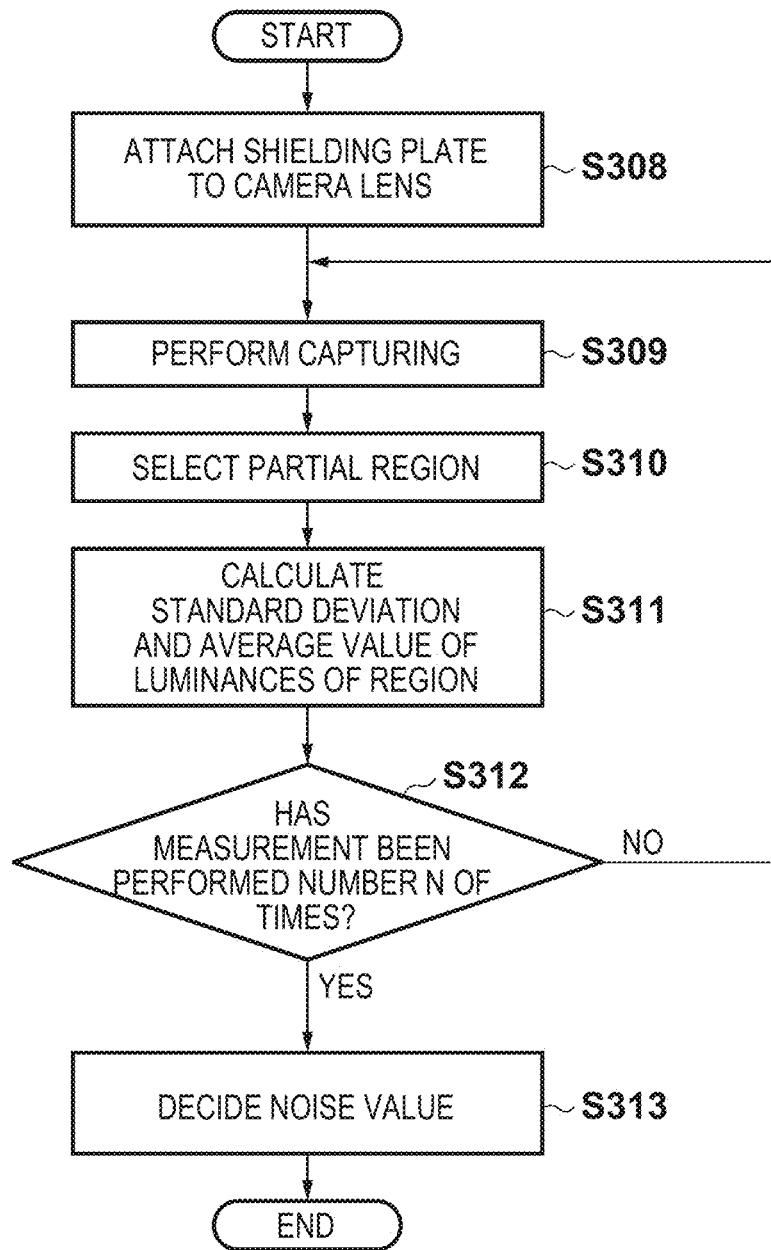 START
ATTACH SHIELDING PLATE
TO CAMERA LENS
S308
PERFORM CAPTURING
S309
SELECT PARTIAL REGION
S310
CALCULATE
STANDARD DEVIATION
AND AVERAGE VALUE OF
LUMINANCES OF REGION
S311
S312
HAS
MEASUREMENT BEEN
PERFORMED NUMBER N OF
TIMES?
NO
YES
DECIDE NOISE VALUE
S313
END